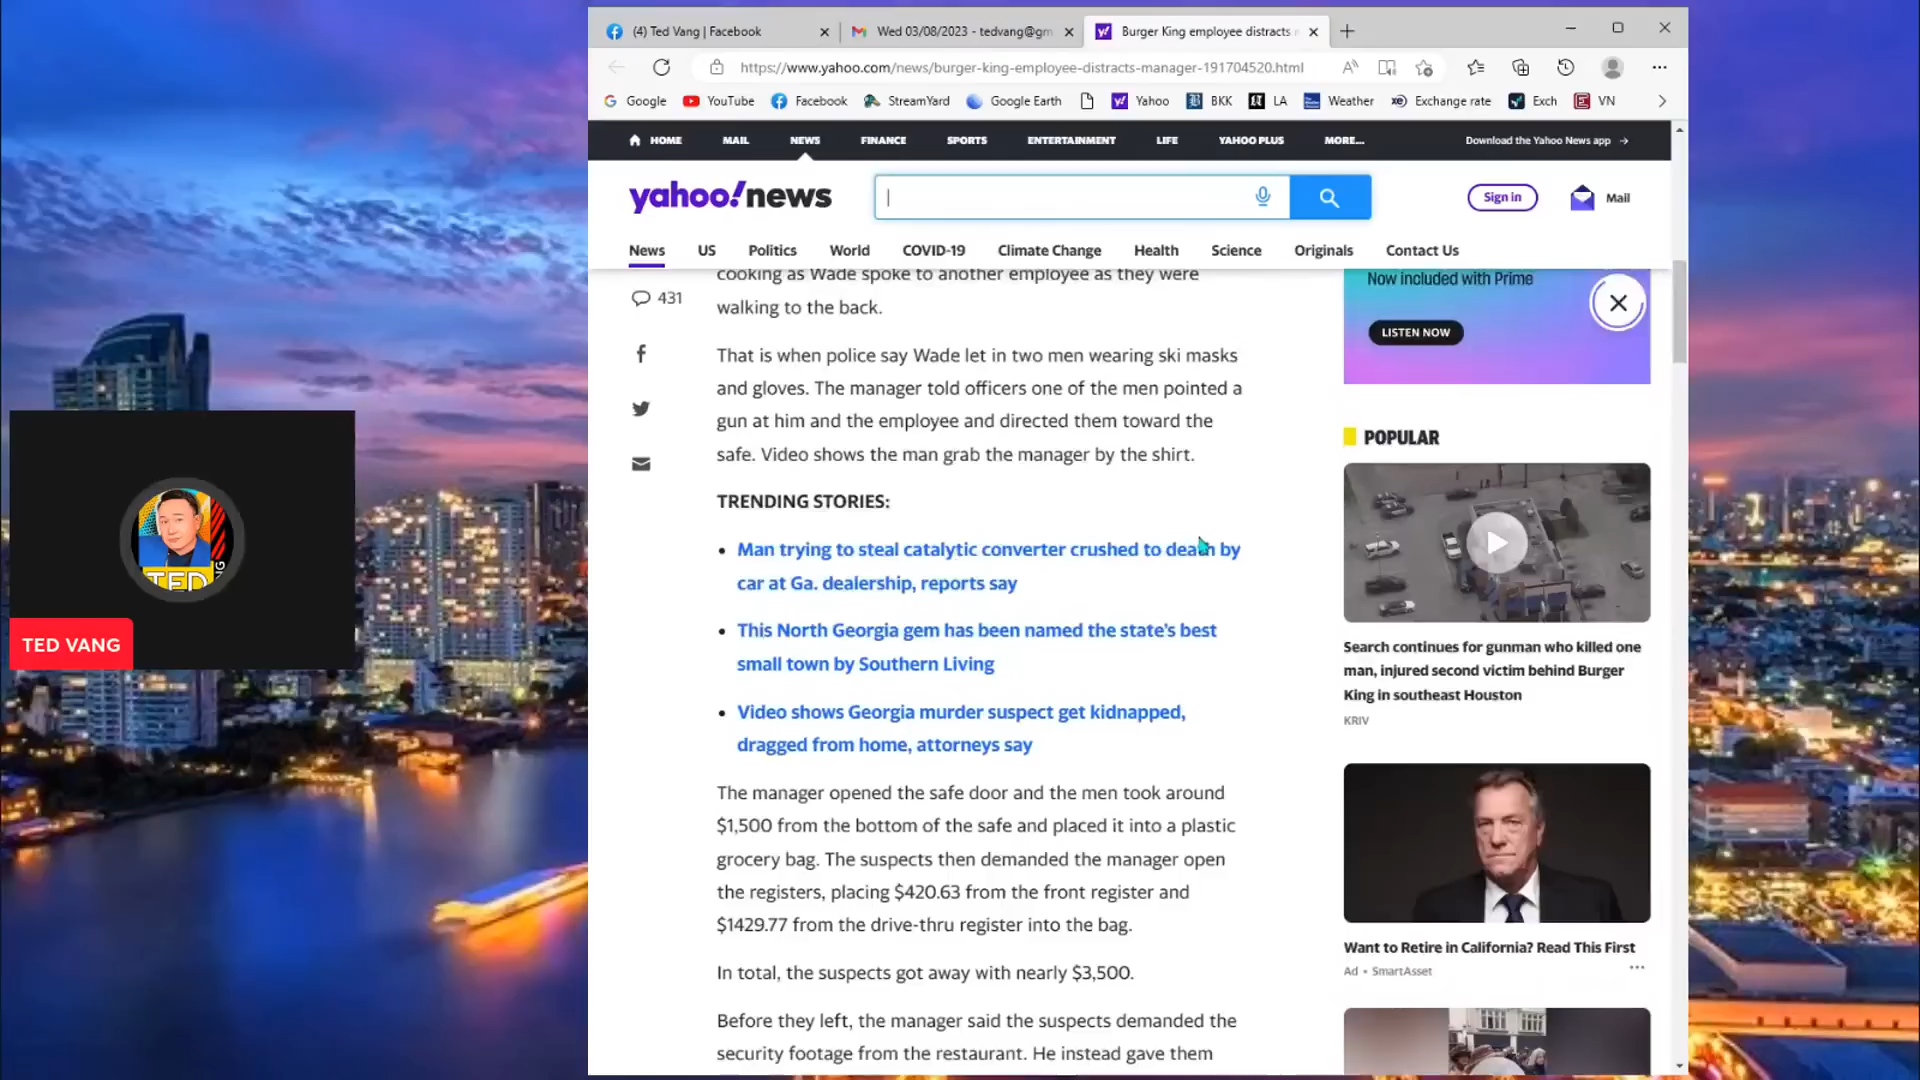 (4) Ted Vang | Facebook
Wed 03/08/2023 - tedvang@gm
Burger King employee distracts
https://www.yahoo.com/news/burger-king-employee-distracts-manager-191704520.html
Google YouTube Facebook StreamYard Google Earth Yahoo BKK LA Weather Exchange rate Exch VN
HOME MAIL NEWS FINANCE SPORTS ENTERTAINMENT LIFE YAHOO PLUS MORE... Download the Yahoo News app →
yahoo!news
Sign in
Mail
News US Politics World COVID-19 Climate Change Health Science Originals Contact Us
431
cooking as Wade spoke to another employee as they were
walking to the back.
That is when police say Wade let in two men wearing ski masks
and gloves. The manager told officers one of the men pointed a
gun at him and the employee and directed them toward the
safe. Video shows the man grab the manager by the shirt.
TRENDING STORIES:
• Man trying to steal catalytic converter crushed to death by
car at Ga. dealership, reports say
• This North Georgia gem has been named the state's best
small town by Southern Living
• Video shows Georgia murder suspect get kidnapped,
dragged from home, attorneys say
The manager opened the safe door and the men took around
$1,500 from the bottom of the safe and placed it into a plastic
grocery bag. The suspects then demanded the manager open
the registers, placing $420.63 from the front register and
$1429.77 from the drive-thru register into the bag.
In total, the suspects got away with nearly $3,500.
Before they left, the manager said the suspects demanded the
security footage from the restaurant. He instead gave them
Now included with Prime
LISTEN NOW
POPULAR
Search continues for gunman who killed one
man, injured second victim behind Burger
King in southeast Houston
KRIV
Want to Retire in California? Read This First
Ad • SmartAsset
TED
TED VANG